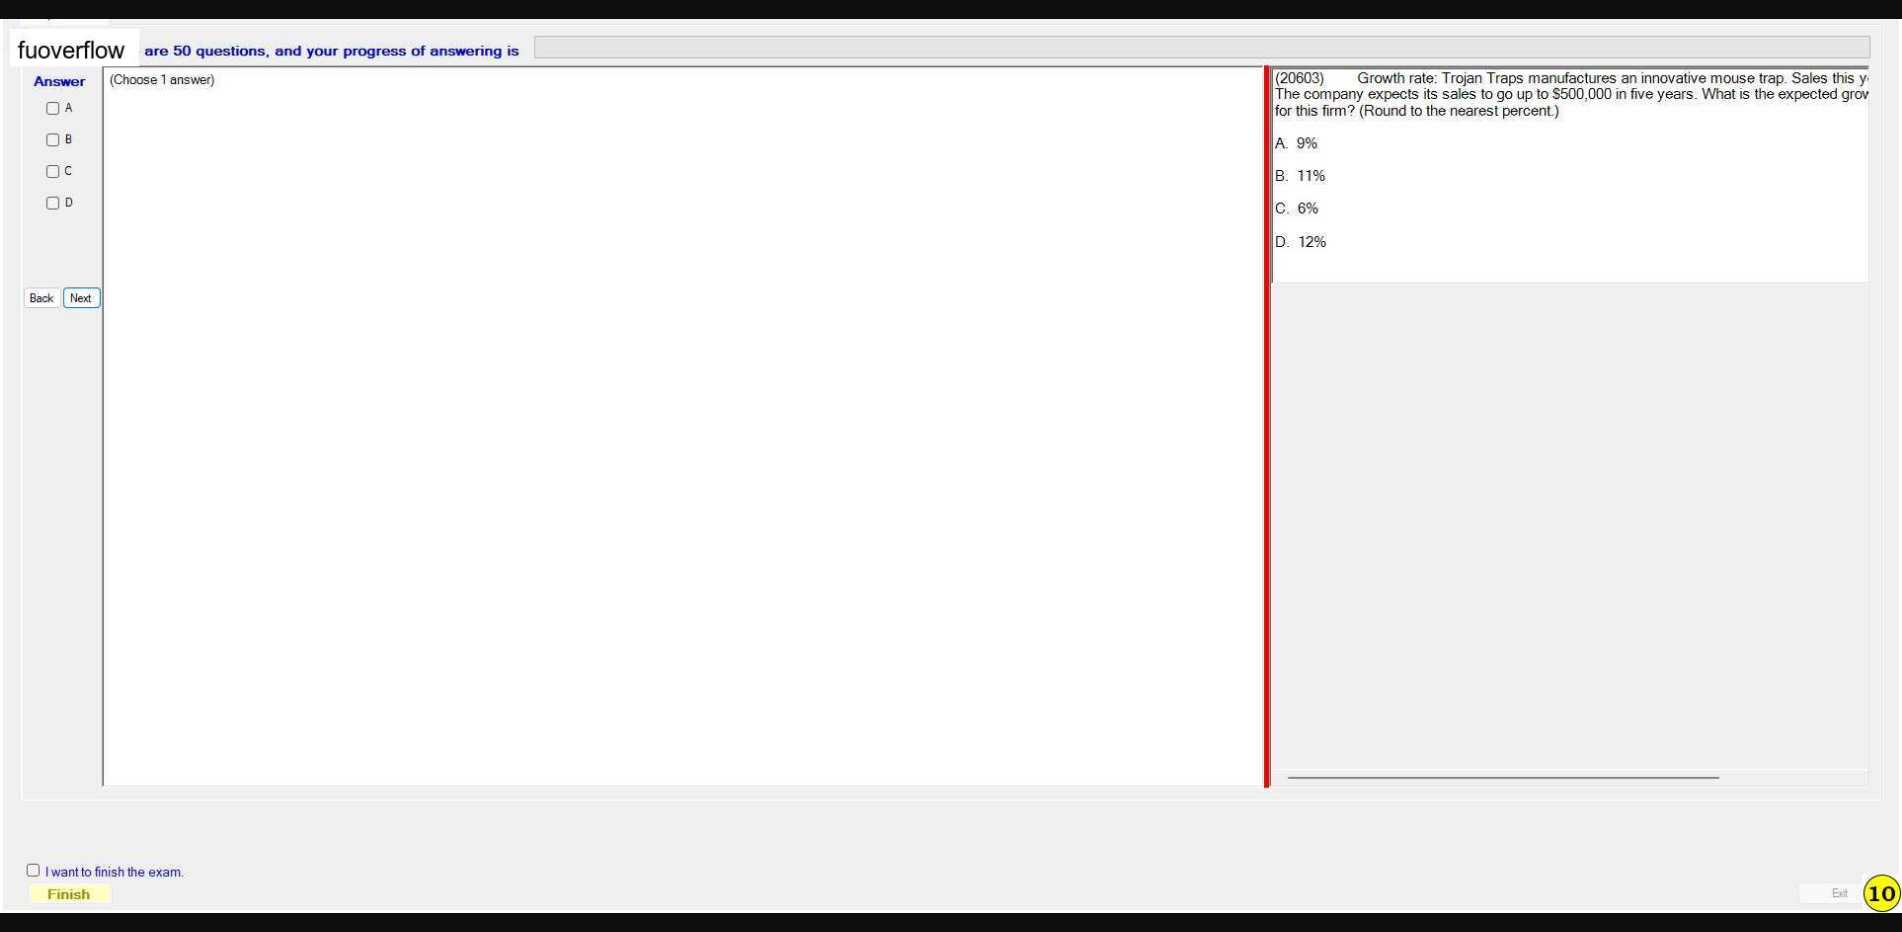 fuoverflow are 50 questions, and your progress of answering is
Answer
A
B
C
D
Back Next
(Choose 1 answer)
(20603) Growth rate: Trojan Traps manufactures an innovative mouse trap. Sales this
The company expects its sales to go up to $500,000 in five years. What is the expected
for this firm? (Round to the nearest percent.)
A. 9%
B. 11%
C. 6%
D. 12%
I want to finish the exam.
Finish
Exit
10